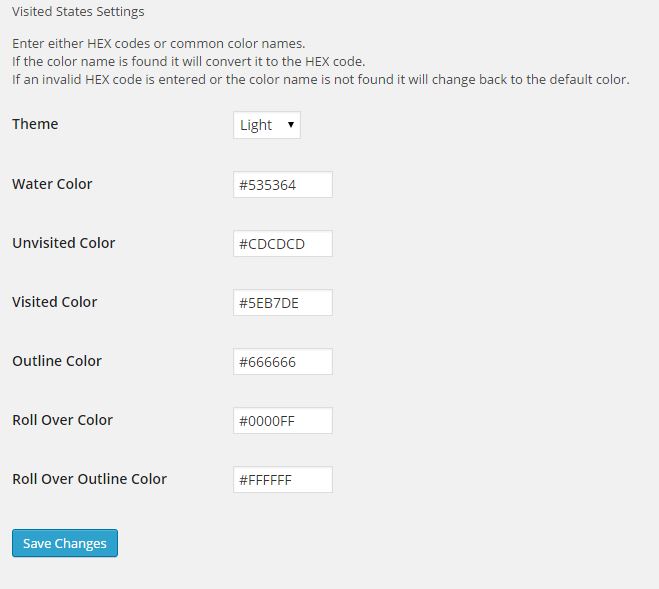 Visited States Settings
Enter either HEX codes or common color names.
If the color name is found it will convert it to the HEX code.
If an invalid HEX code is entered or the color name is not found it will change back to the default color.
Theme Light
Water Color #535364
Unvisited Color #CDCDCD
Visited Color #5EB7DE
Outline Color #666666
Roll Over Color #0000FF
Roll Over Outline Color #FFFFFF
Save Changes